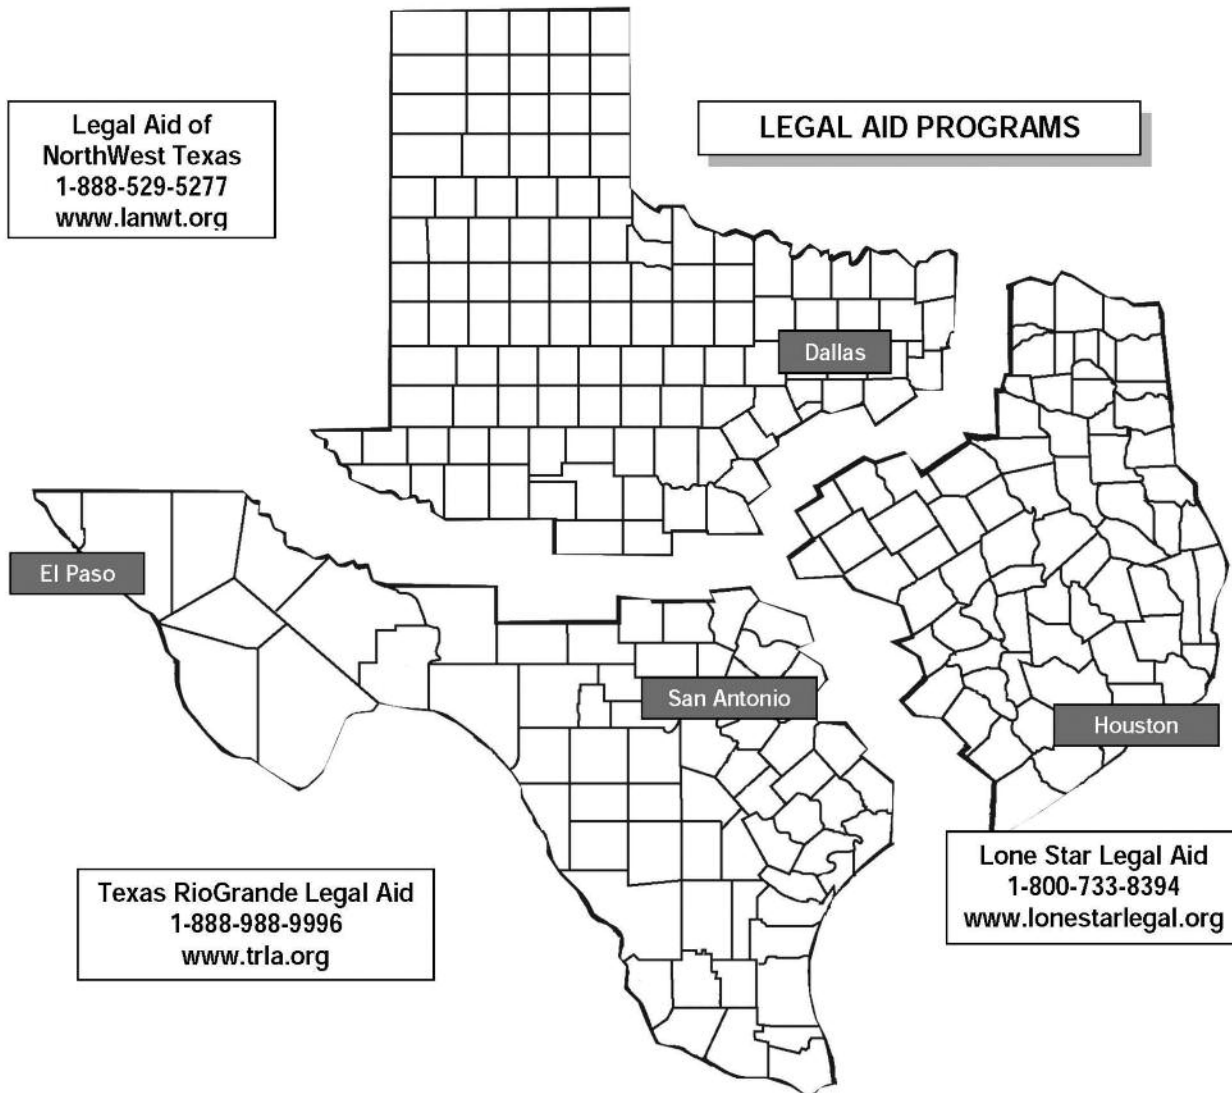 Legal Aid of
NorthWest Texas
1-888-529-5277
www.lanwt.org
LEGAL AID PROGRAMS
Dallas
El Paso
San Antonio
Houston
Texas RioGrande Legal Aid
1-888-988-9996
www.trla.org
Lone Star Legal Aid
1-800-733-8394
www.lonestarlegal.org